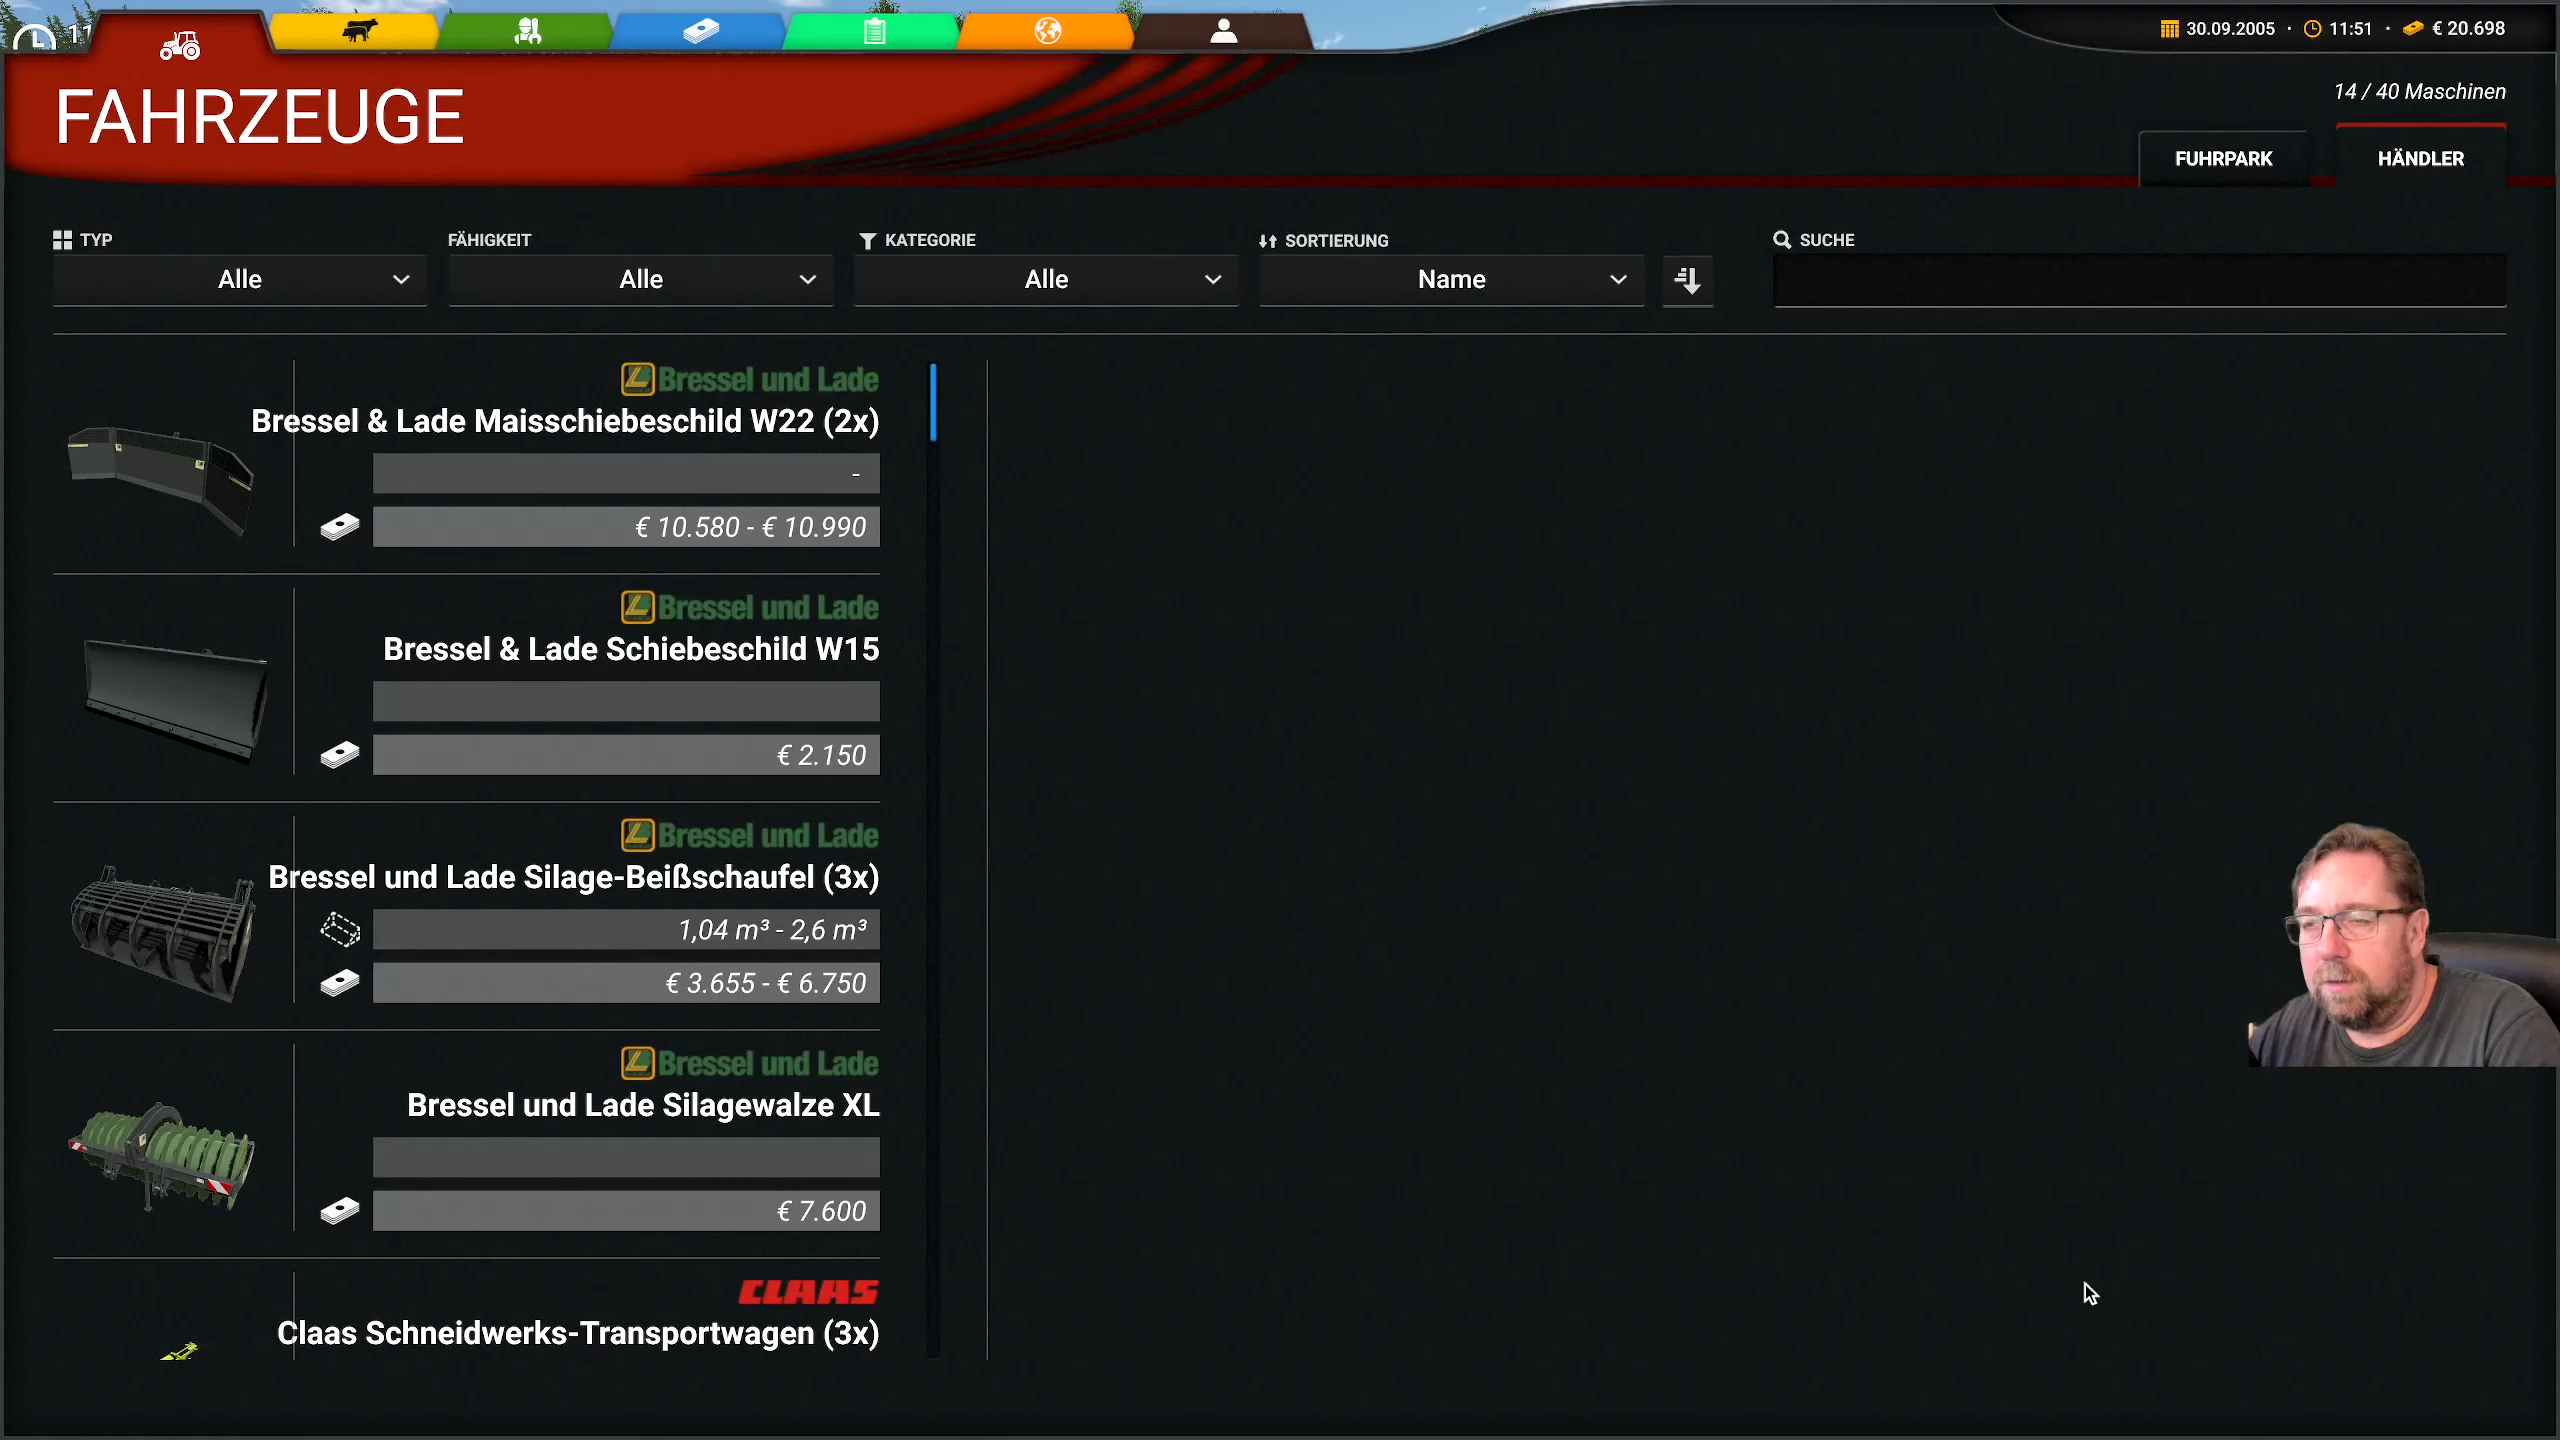 30.09.2005 · 11:51 · € 20.698
FAHRZEUGE
14 / 40 Maschinen
FUHRPARK
HÄNDLER
TYP
FÄHIGKEIT
KATEGORIE
SORTIERUNG
SUCHE
Alle
Alle
Alle
Name
Bressel und Lade
Bressel & Lade Maisschiebeschild W22 (2x)
-
€ 10.580 - € 10.990
Bressel und Lade
Bressel & Lade Schiebeschild W15
€ 2.150
Bressel und Lade
Bressel und Lade Silage-Beißschaufel (3x)
1,04 m³ - 2,6 m³
€ 3.655 - € 6.750
Bressel und Lade
Bressel und Lade Silagewalze XL
€ 7.600
CLAAS
Claas Schneidwerks-Transportwagen (3x)